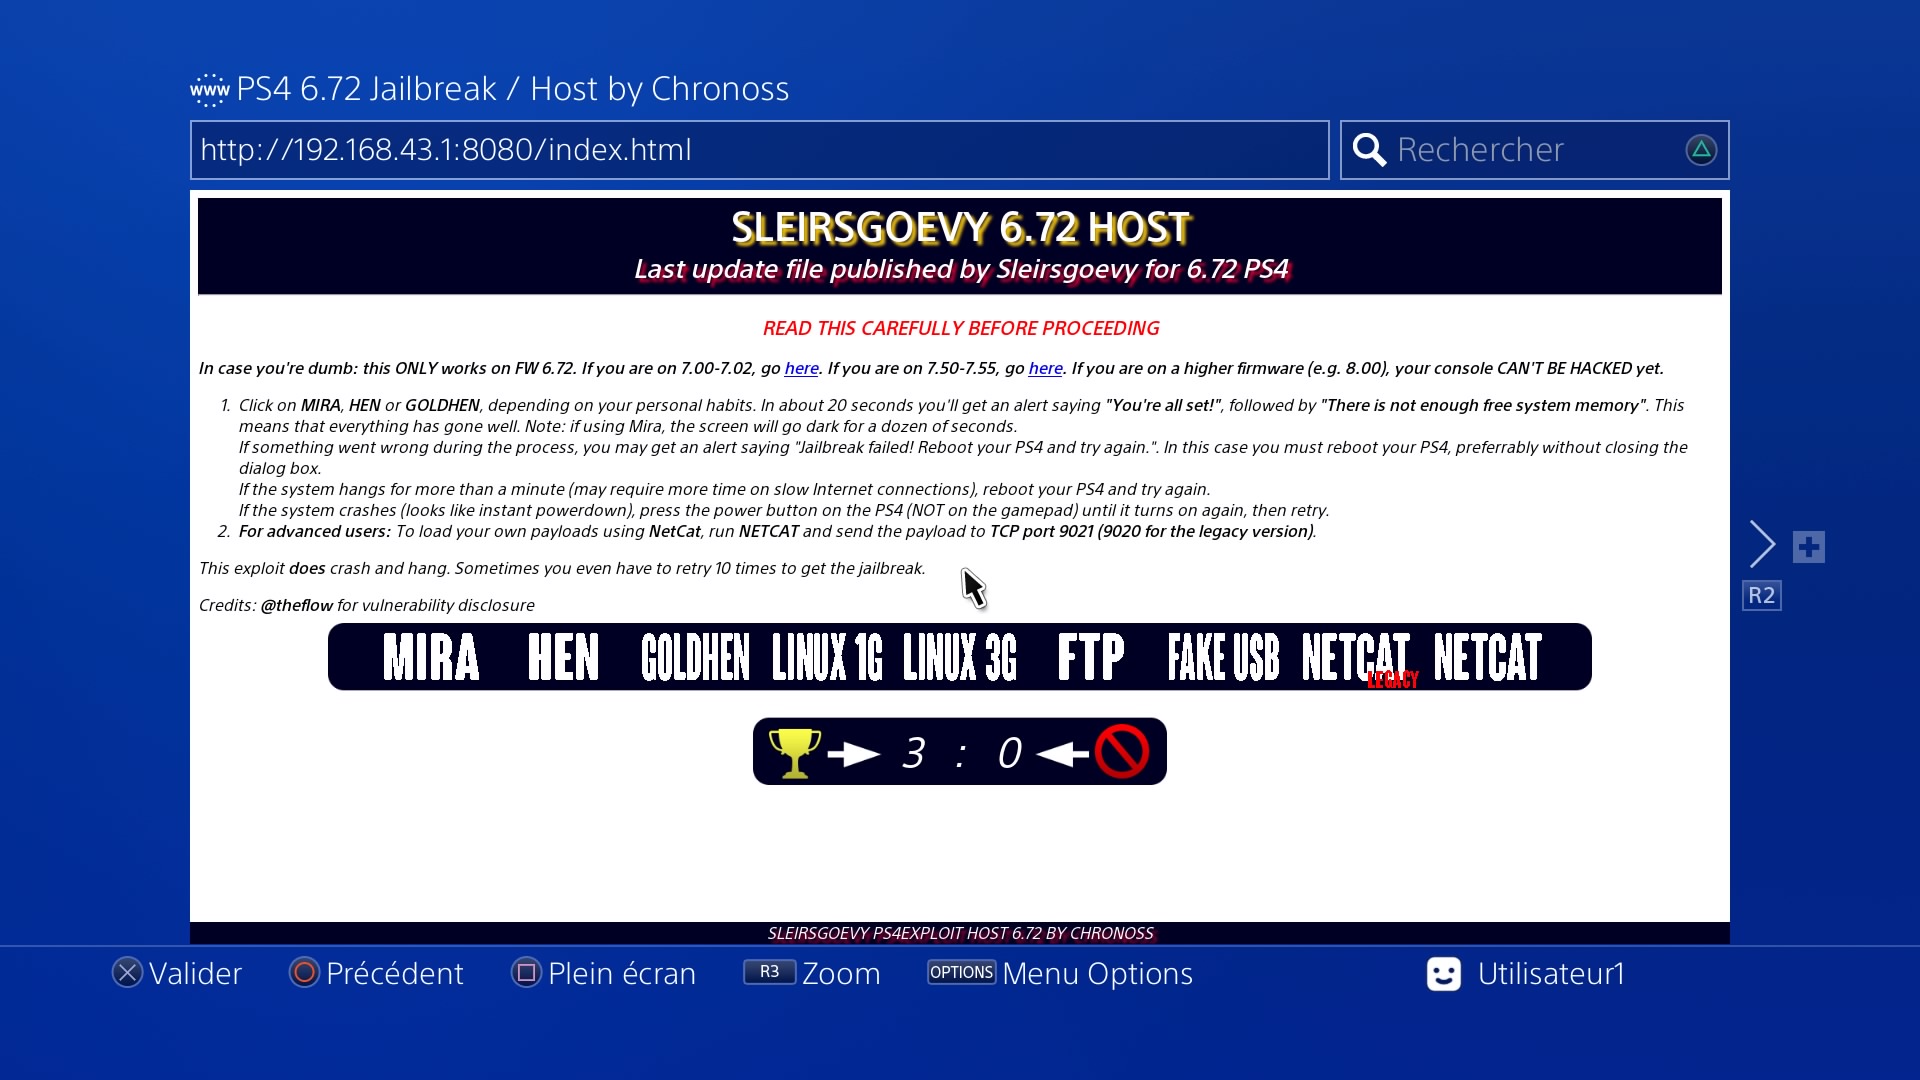 www PS4 6.72 Jailbreak / Host by Chronoss
http://192.168.43.1:8080/index.html
Rechercher
SLEIRSGOEVY 6.72 HOST
Last update file published by Sleirsgoevy for 6.72 PS4
READ THIS CAREFULLY BEFORE PROCEEDING
In case you're dumb: this ONLY works on FW 6.72. If you are on 7.00-7.02, go here. If you are on 7.50-7.55, go here. If you are on a higher firmware (e.g. 8.00), your console CAN'T BE HACKED yet.
1. Click on MIRA, HEN or GOLDHEN, depending on your personal habits. In about 20 seconds you'll get an alert saying "You're all set!", followed by "There is not enough free system memory". This
means that everything has gone well. Note: if using Mira, the screen will go dark for a dozen of seconds.
If something went wrong during the process, you may get an alert saying "Jailbreak failed! Reboot your PS4 and try again.". In this case you must reboot your PS4, preferrably without closing the
dialog box.
If the system hangs for more than a minute (may require more time on slow Internet connections), reboot your PS4 and try again.
If the system crashes (looks like instant powerdown), press the power button on the PS4 (NOT on the gamepad) until it turns on again, then retry.
2. For advanced users: To load your own payloads using NetCat, run NETCAT and send the payload to TCP port 9021 (9020 for the legacy version).
This exploit does crash and hang. Sometimes you even have to retry 10 times to get the jailbreak.
Credits: @theflow for vulnerability disclosure
R2
MIRA HEN GOLDHEN LINUX 1G LINUX 3G FTP FAKE USB NETCAT LEGACY NETCAT
3 : 0
SLEIRSGOEVY PS4EXPLOIT HOST 6.72 BY CHRONOSS
Valider Précédent Plein écran R3 Zoom OPTIONS Menu Options Utilisateur1